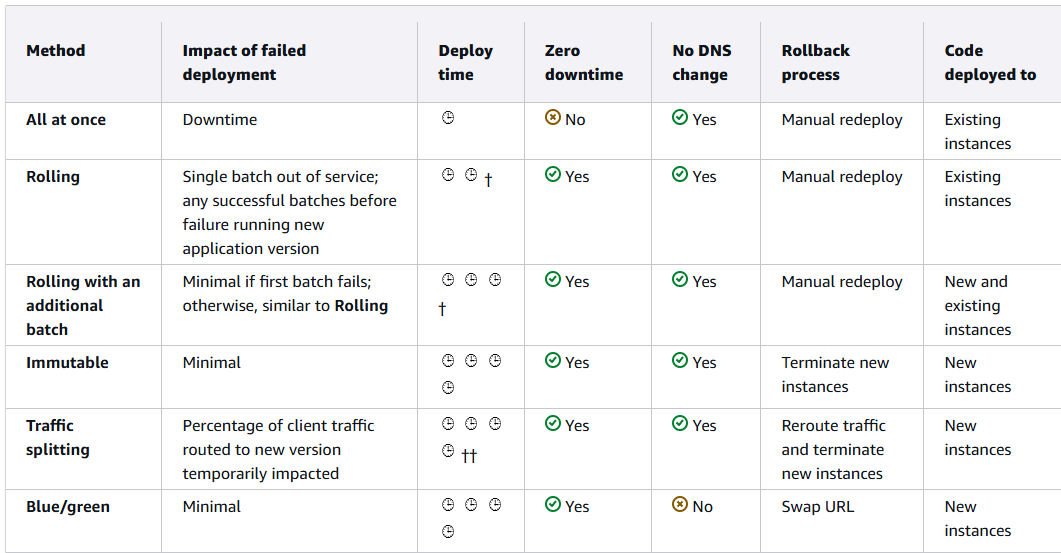 Method
Impact of failed
deployment
Deploy
time
Zero
downtime
No DNS
change
Rollback
process
Code
deployed to
All at once
Downtime
No
Yes
Manual redeploy
Existing
instances
Rolling
Single batch out of service;
any successful batches before
failure running new
application version
†
Yes
Yes
Manual redeploy
Existing
instances
Rolling with an
additional
batch
Minimal if first batch fails;
otherwise, similar to Rolling
†
Yes
Yes
Manual redeploy
New and
existing
instances
Immutable
Minimal
Yes
Yes
Terminate new
instances
New
instances
Traffic
splitting
Percentage of client traffic
routed to new version
temporarily impacted
††
Yes
Yes
Reroute traffic
and terminate
new instances
New
instances
Blue/green
Minimal
Yes
No
Swap URL
New
instances